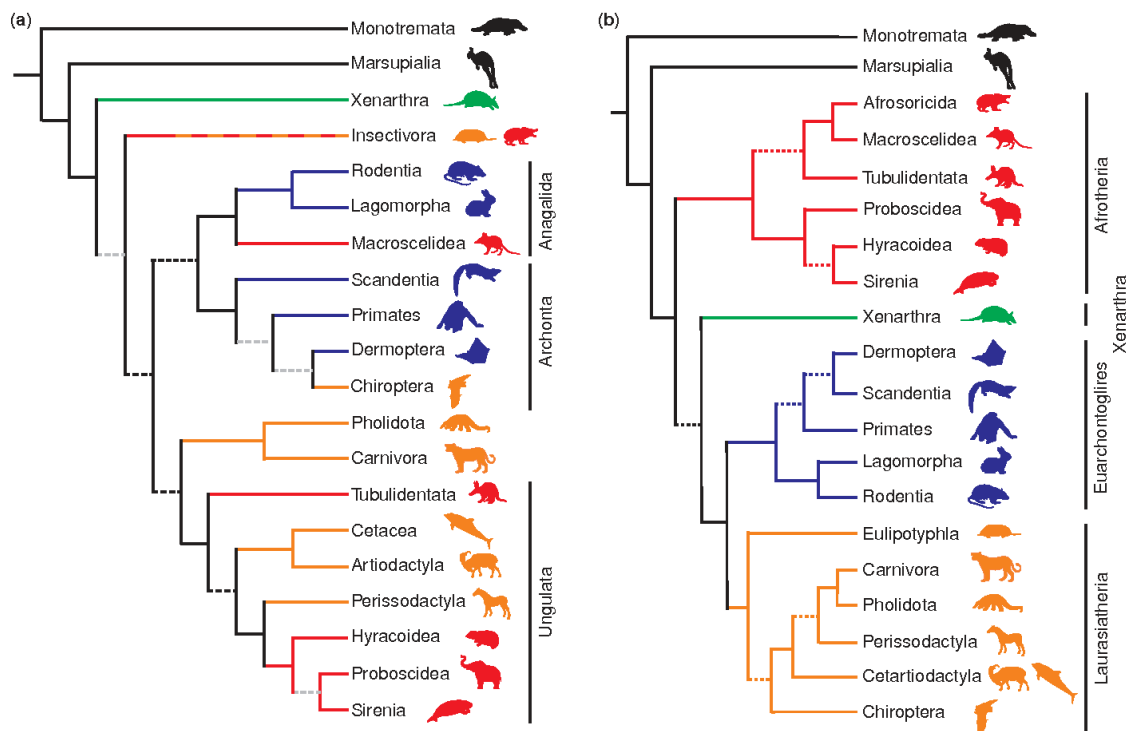 (a)
Monotremata
Marsupialia
Xenarthra
Insectivora
Rodentia
Lagomorpha
Macroscelidea
Anagalida
Scandentia
Primates
Dermoptera
Chiroptera
Archonta
Pholidota
Carnivora
Tubulidentata
Cetacea
Artiodactyla
Perissodactyla
Hyracoidea
Proboscidea
Sirenia
Ungulata
(b)
Monotremata
Marsupialia
Afrosoricida
Macroscelidea
Tubulidentata
Proboscidea
Hyracoidea
Sirenia
Afrotheria
Xenarthra
Xenarthra
Dermoptera
Scandentia
Primates
Lagomorpha
Rodentia
Euarchontoglires
Eulipotyphla
Carnivora
Pholidota
Perissodactyla
Cetartiodactyla
Chiroptera
Laurasiatheria